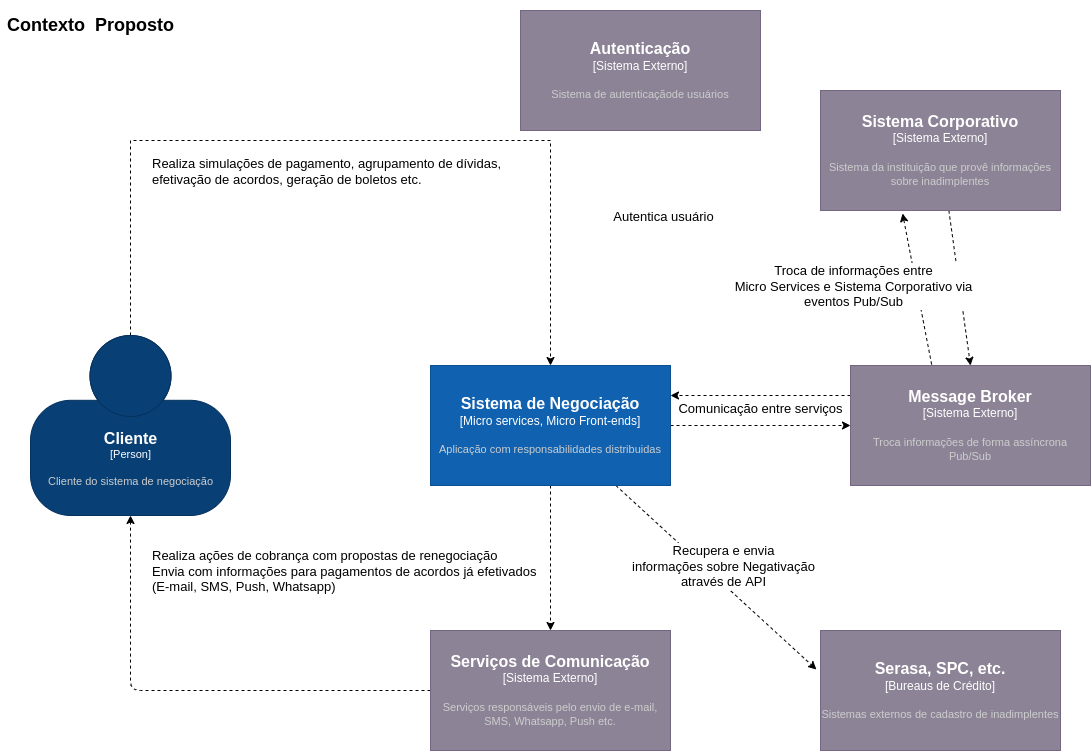 Contexto  Proposto
Autenticação
[Sistema Externo]
Sistema de autenticaçãode usuários
Sistema Corporativo
[Sistema Externo]
Sistema da instituição que provê informações
sobre inadimplentes
Realiza simulações de pagamento, agrupamento de dívidas,
efetivação de acordos, geração de boletos etc.
Autentica usuário
Troca de informações entre
Micro Services e Sistema Corporativo via
eventos Pub/Sub
Cliente
[Person]
Cliente do sistema de negociação
Sistema de Negociação
[Micro services, Micro Front-ends]
Aplicação com responsabilidades distribuidas
Comunicação entre serviços
Message Broker
[Sistema Externo]
Troca informações de forma assíncrona
Pub/Sub
Realiza ações de cobrança com propostas de renegociação
Envia com informações para pagamentos de acordos já efetivados
(E-mail, SMS, Push, Whatsapp)
Recupera e envia
informações sobre Negativação
através de API
Serviços de Comunicação
[Sistema Externo]
Serviços responsáveis pelo envio de e-mail,
SMS, Whatsapp, Push etc.
Serasa, SPC, etc.
[Bureaus de Crédito]
Sistemas externos de cadastro de inadimplentes